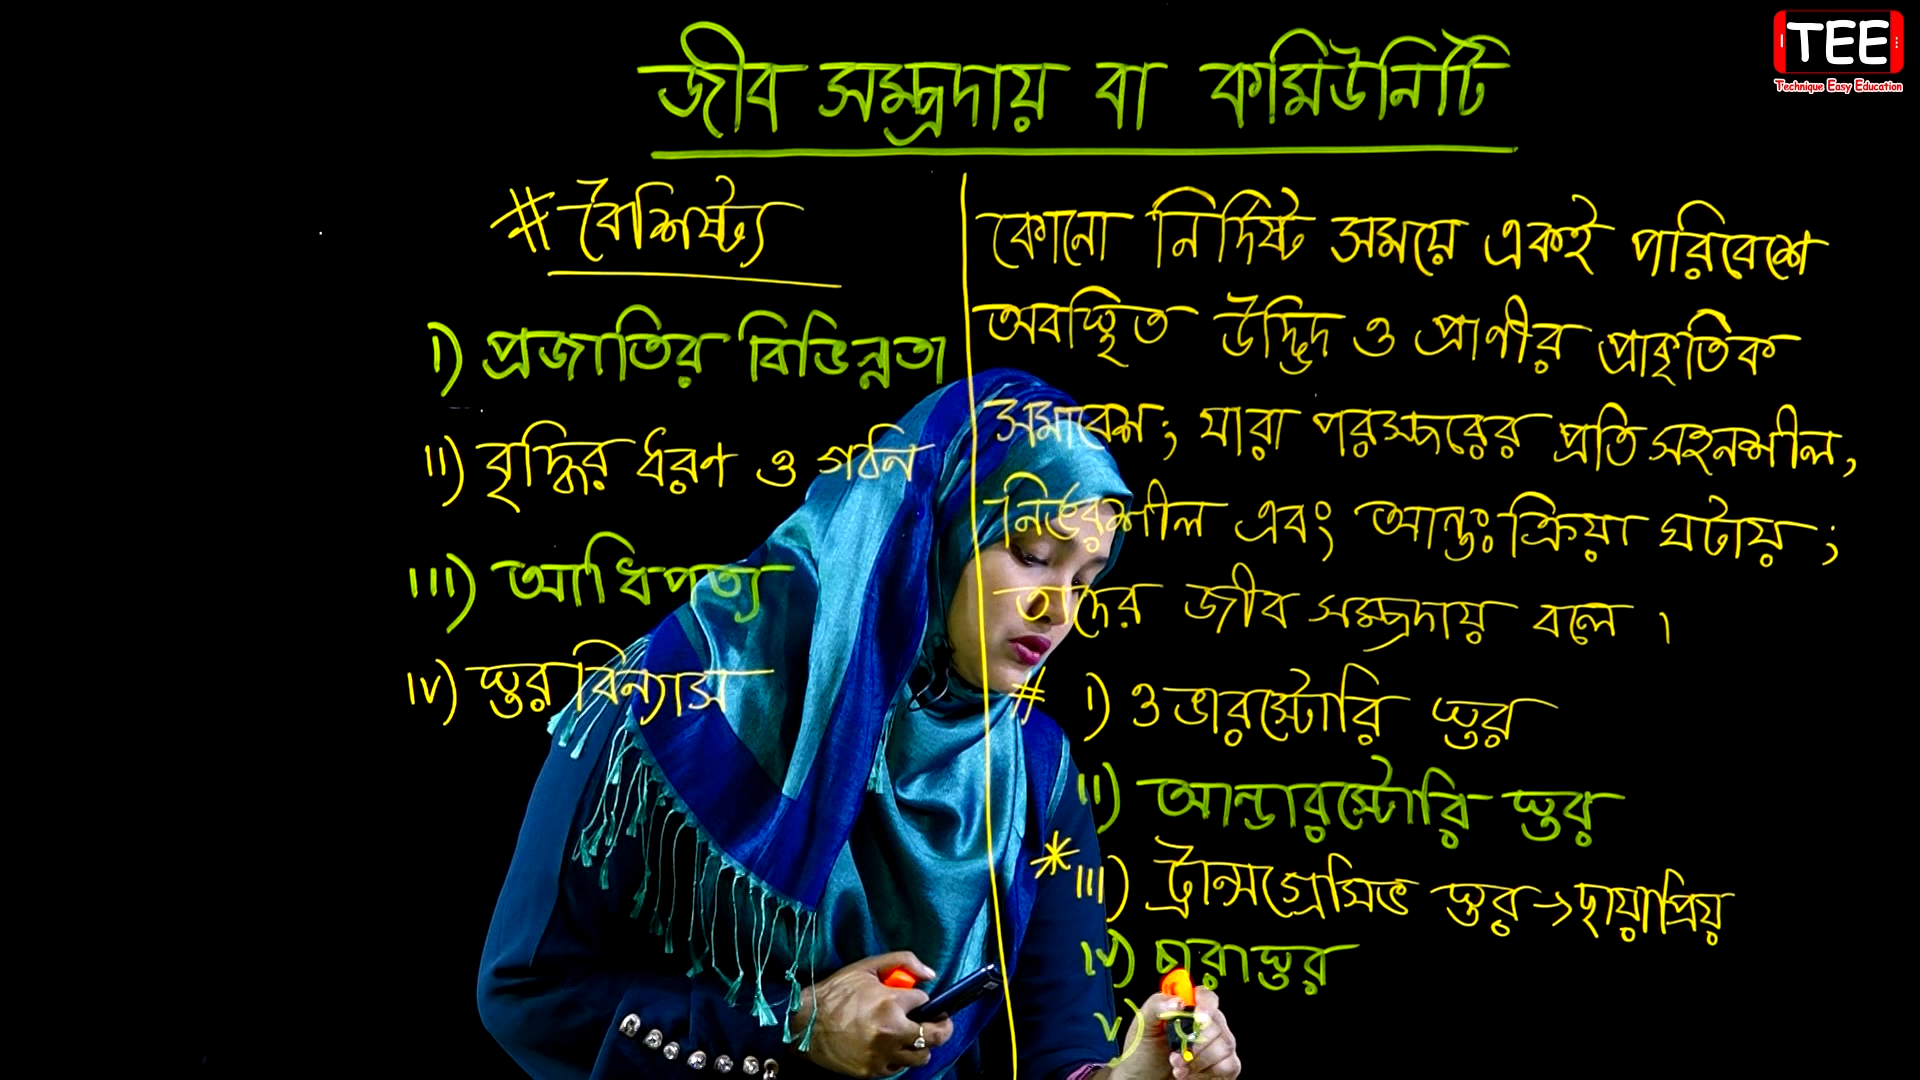 জীব সম্প্রদায় বা কমিউনিটি
TEE
Technique Easy Education
# বৈশিষ্ট্য
i) প্রজাতির বিভিন্নতা
ii) বৃদ্ধির ধরণ ও গঠন
iii) আধিপত্য
iv) স্তরবিন্যাস
কোনো নির্দিষ্ট সময়ে একই পরিবেশে
অবস্থিত উদ্ভিদ ও প্রাণীর প্রাকৃতিক
সমাবেশ; যারা পরস্পরের প্রতি সহনশীল,
নির্ভরশীল এবং আন্তঃক্রিয়া ঘটায়;
তাদের জীব সম্প্রদায় বলে।
# i) ওভারস্টোরি স্তর
ii) আন্ডারস্টোরি স্তর
* iii) ট্রান্সগ্রেসিভ স্তর → ছায়াপ্রিয়
iv) চারাস্তর
v)